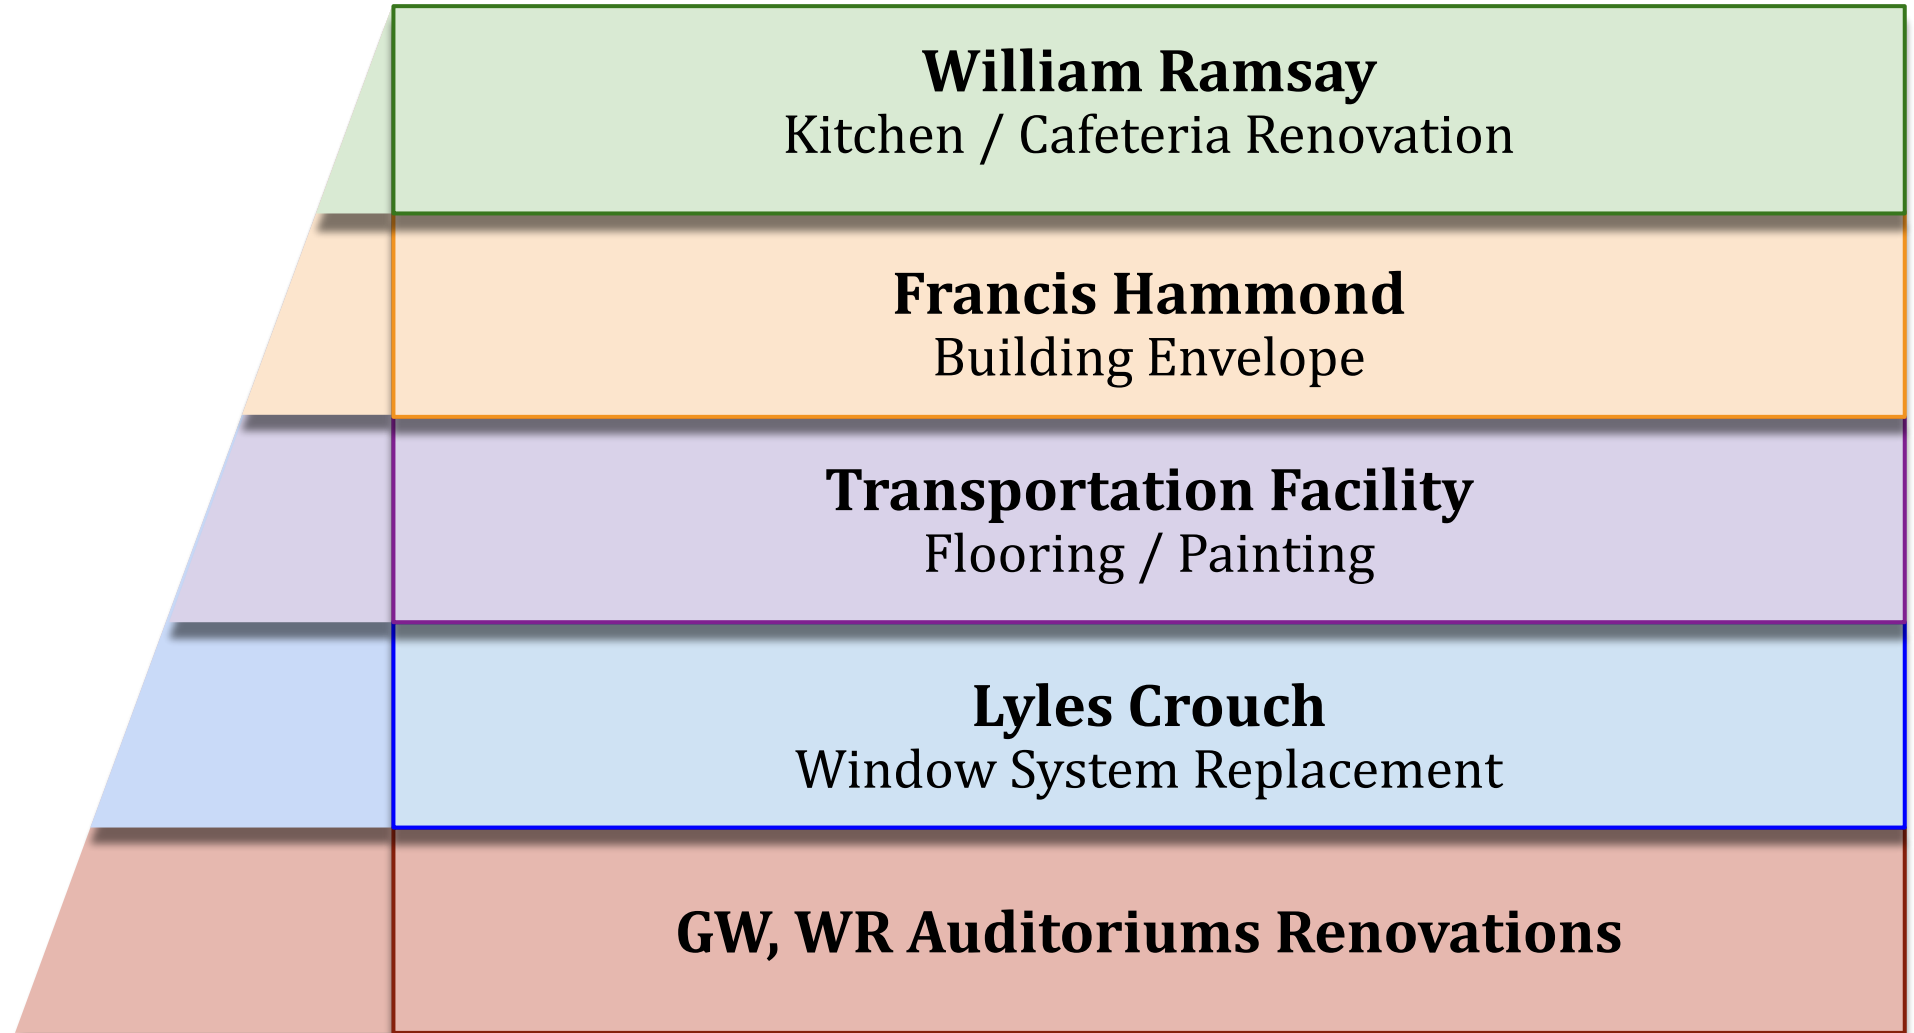 William Ramsay
Kitchen / Cafeteria Renovation
Francis Hammond
Building Envelope
Transportation Facility
Flooring / Painting
Lyles Crouch
Window System Replacement
GW, WR Auditoriums Renovations